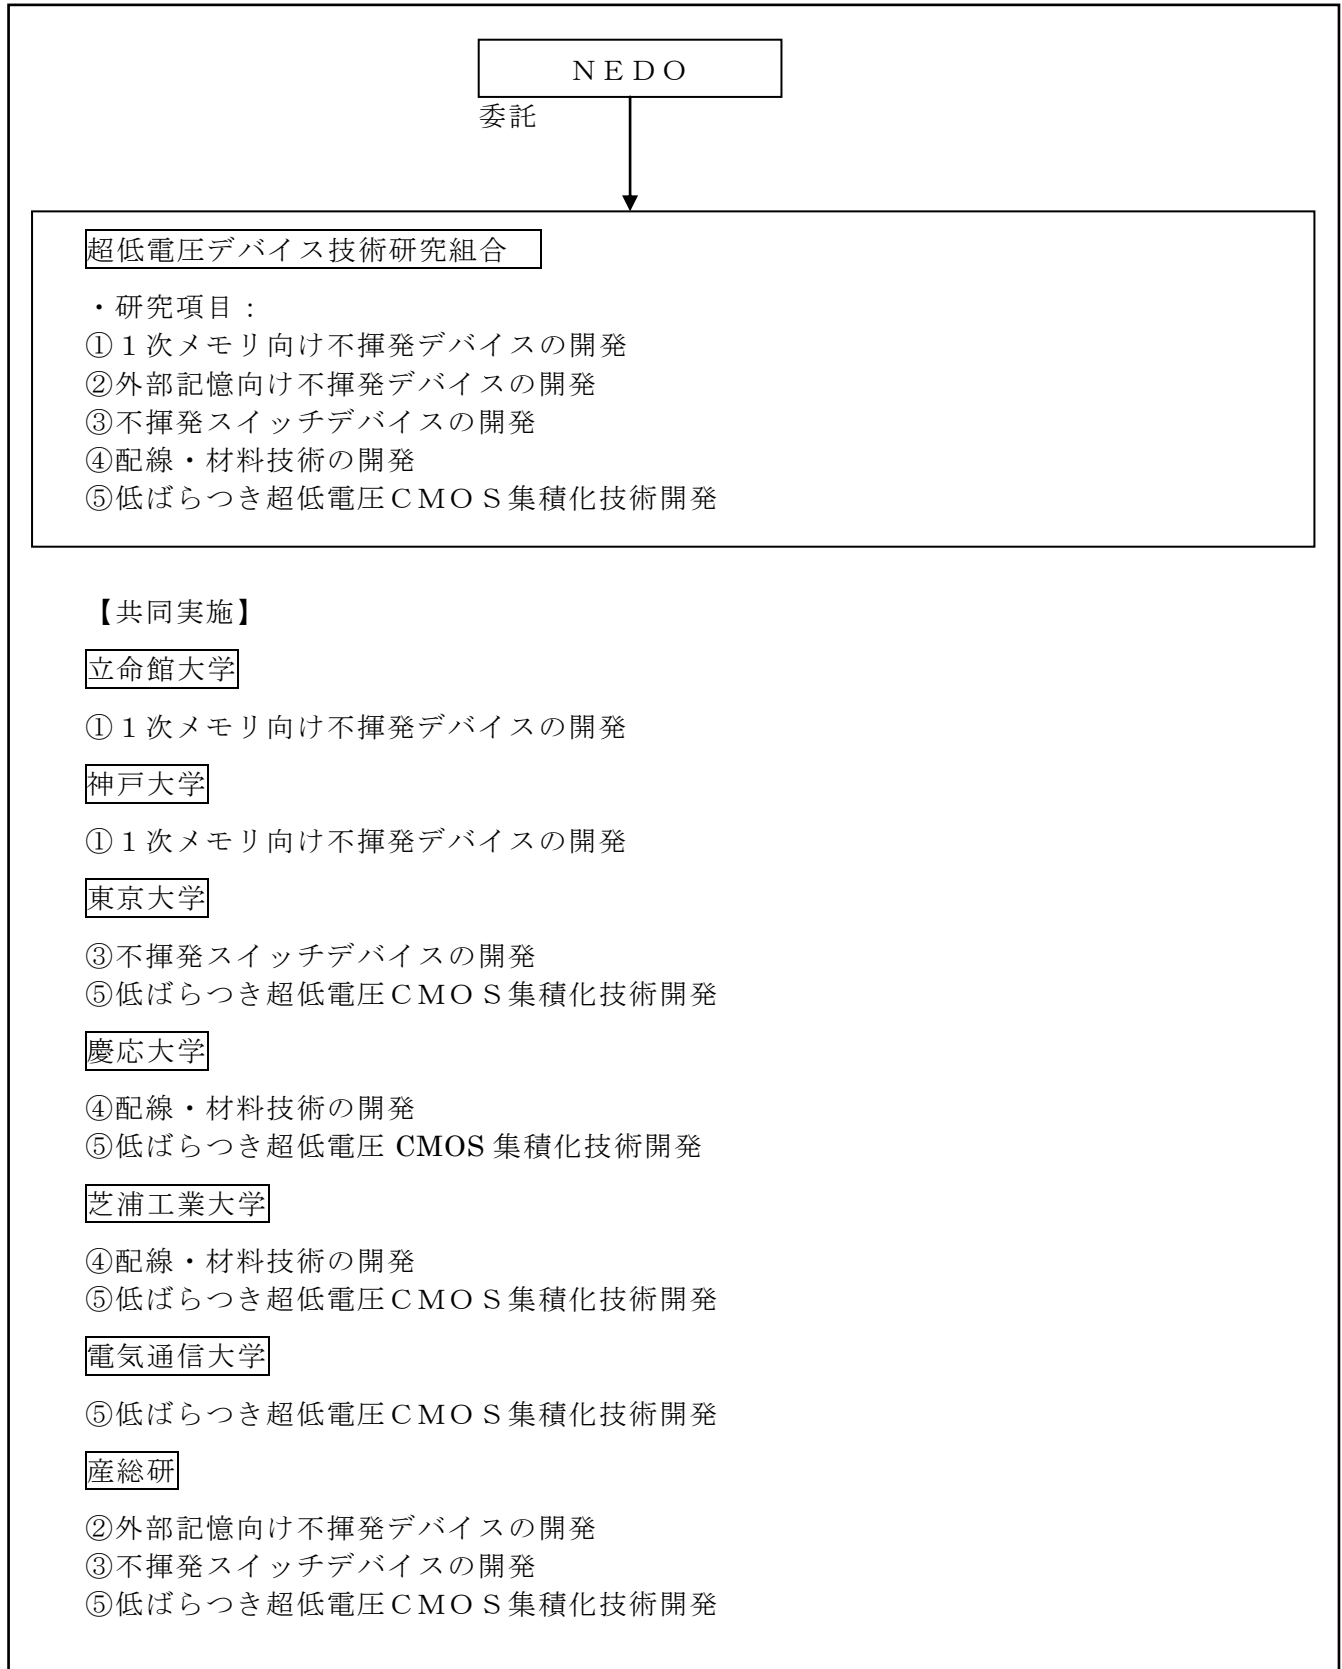 ＮＥＤＯ
委託
超低電圧デバイス技術研究組合
・研究項目：
①１次メモリ向け不揮発デバイスの開発
②外部記憶向け不揮発デバイスの開発
③不揮発スイッチデバイスの開発
④配線・材料技術の開発
⑤低ばらつき超低電圧ＣＭＯＳ集積化技術開発
【共同実施】
立命館大学
①１次メモリ向け不揮発デバイスの開発
神戸大学
①１次メモリ向け不揮発デバイスの開発
東京大学
③不揮発スイッチデバイスの開発
⑤低ばらつき超低電圧ＣＭＯＳ集積化技術開発
慶応大学
④配線・材料技術の開発
⑤低ばらつき超低電圧 CMOS 集積化技術開発
芝浦工業大学
④配線・材料技術の開発
⑤低ばらつき超低電圧ＣＭＯＳ集積化技術開発
電気通信大学
⑤低ばらつき超低電圧ＣＭＯＳ集積化技術開発
産総研
②外部記憶向け不揮発デバイスの開発
③不揮発スイッチデバイスの開発
⑤低ばらつき超低電圧ＣＭＯＳ集積化技術開発